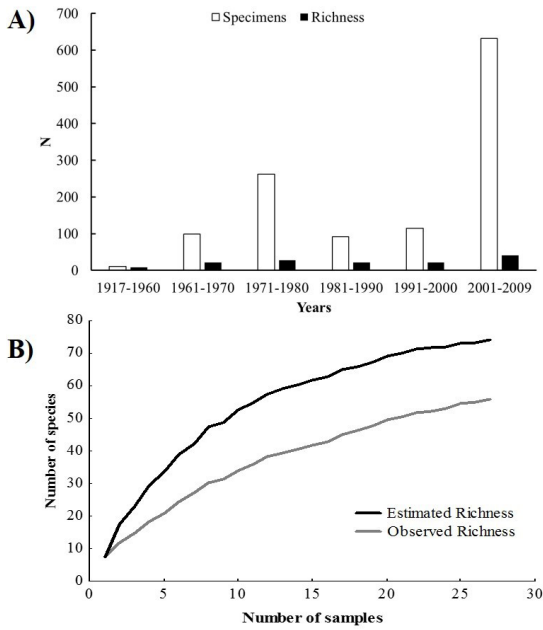 A)
Specimens Richness
700
600
500
400
300
200
100
0
N
1917-1960 1961-1970 1971-1980 1981-1990 1991-2000 2001-2009
Years
B)
80
70
60
50
40
30
20
10
0
Number of species
Estimated Richness
Observed Richness
0 5 10 15 20 25 30
Number of samples